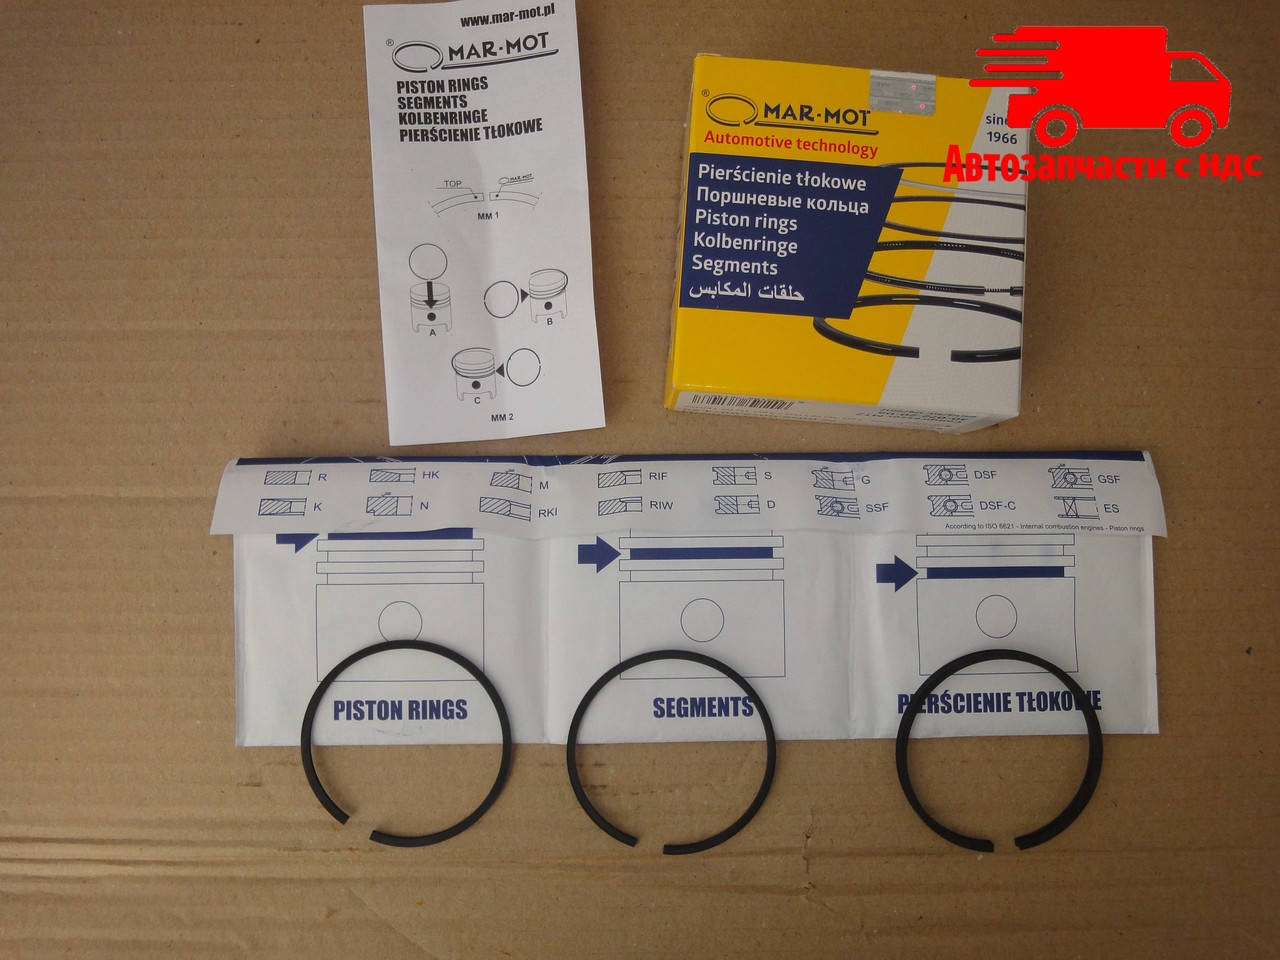 www.mar-mot.pl
® MAR-MOT
PISTON RINGS
SEGMENTS
KOLBENRINGE
PIERŚCIENIE TŁOKOWE
TOP
MAR-MOT
MM 1
A
B
C
MM 2
® MAR-MOT
Automotive technology
since
1966
Pierścienie tłokowe
Поршневые кольца
Piston rings
Kolbenringe
Segments
حلقات المكابس
Автозапчасти с НДС
R HK M RIF S G DSF GSF
K N RKI RIW D SSF DSF-C ES
According to ISO 6621 - Internal combustion engines - Piston rings
PISTON RINGS
SEGMENTS
PIERŚCIENIE TŁOKOWE